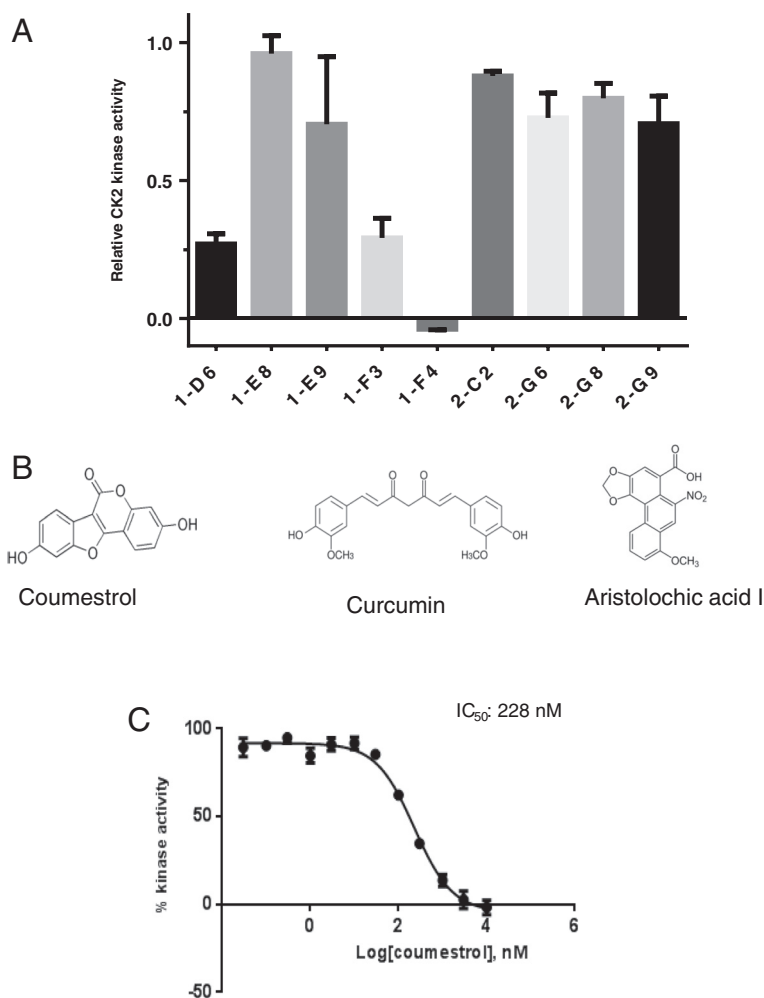 A
Relative CK2 kinase activity
1.0
0.5
0.0
1-D6
1-E8
1-E9
1-F3
1-F4
2-C2
2-G6
2-G8
2-G9
B
O
O
HO
O
OH
Coumestrol
O
O
HO
OCH3
H3CO
OH
Curcumin
O
O
OH
O
NO2
OCH3
Aristolochic acid I
C
IC50: 228 nM
% kinase activity
100
50
0
-50
0
2
4
6
Log[coumestrol], nM